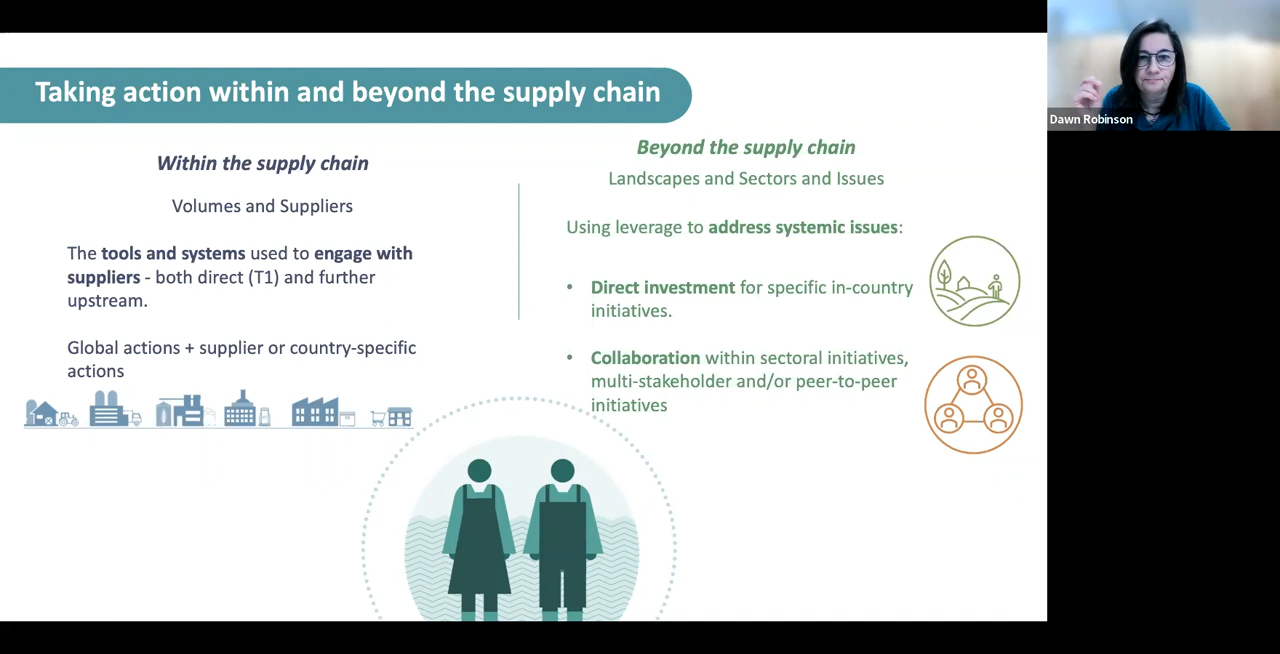 Taking action within and beyond the supply chain
Within the supply chain
Volumes and Suppliers
The tools and systems used to engage with
suppliers - both direct (T1) and further
upstream.
Global actions + supplier or country-specific
actions
Beyond the supply chain
Landscapes and Sectors and Issues
Using leverage to address systemic issues:
• Direct investment for specific in-country
initiatives.
• Collaboration within sectoral initiatives,
multi-stakeholder and/or peer-to-peer
initiatives
Dawn Robinson